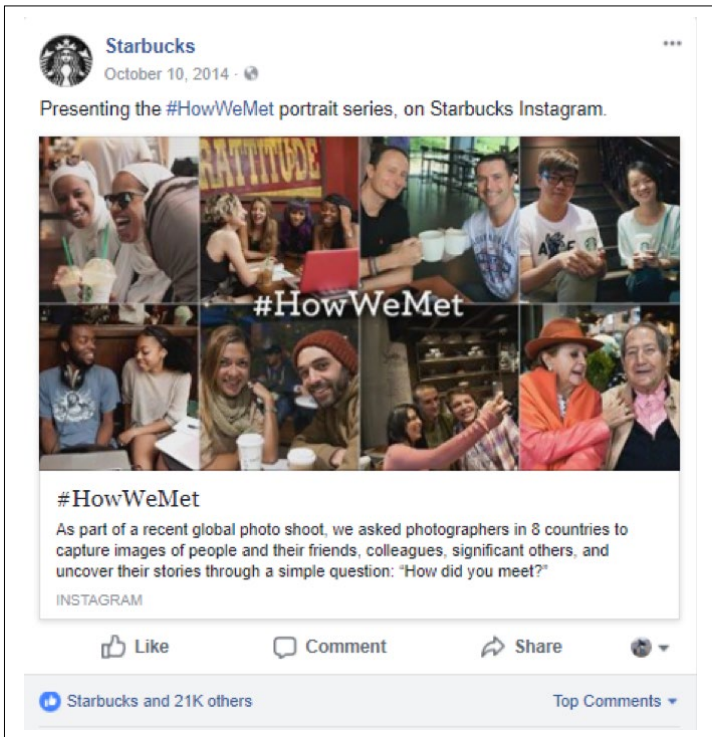 Starbucks
October 10, 2014 ·
Presenting the #HowWeMet portrait series, on Starbucks Instagram.
RATTITUDE
#HowWeMet
#HowWeMet
As part of a recent global photo shoot, we asked photographers in 8 countries to
capture images of people and their friends, colleagues, significant others, and
uncover their stories through a simple question: “How did you meet?”
INSTAGRAM
Like Comment Share
Starbucks and 21K others Top Comments